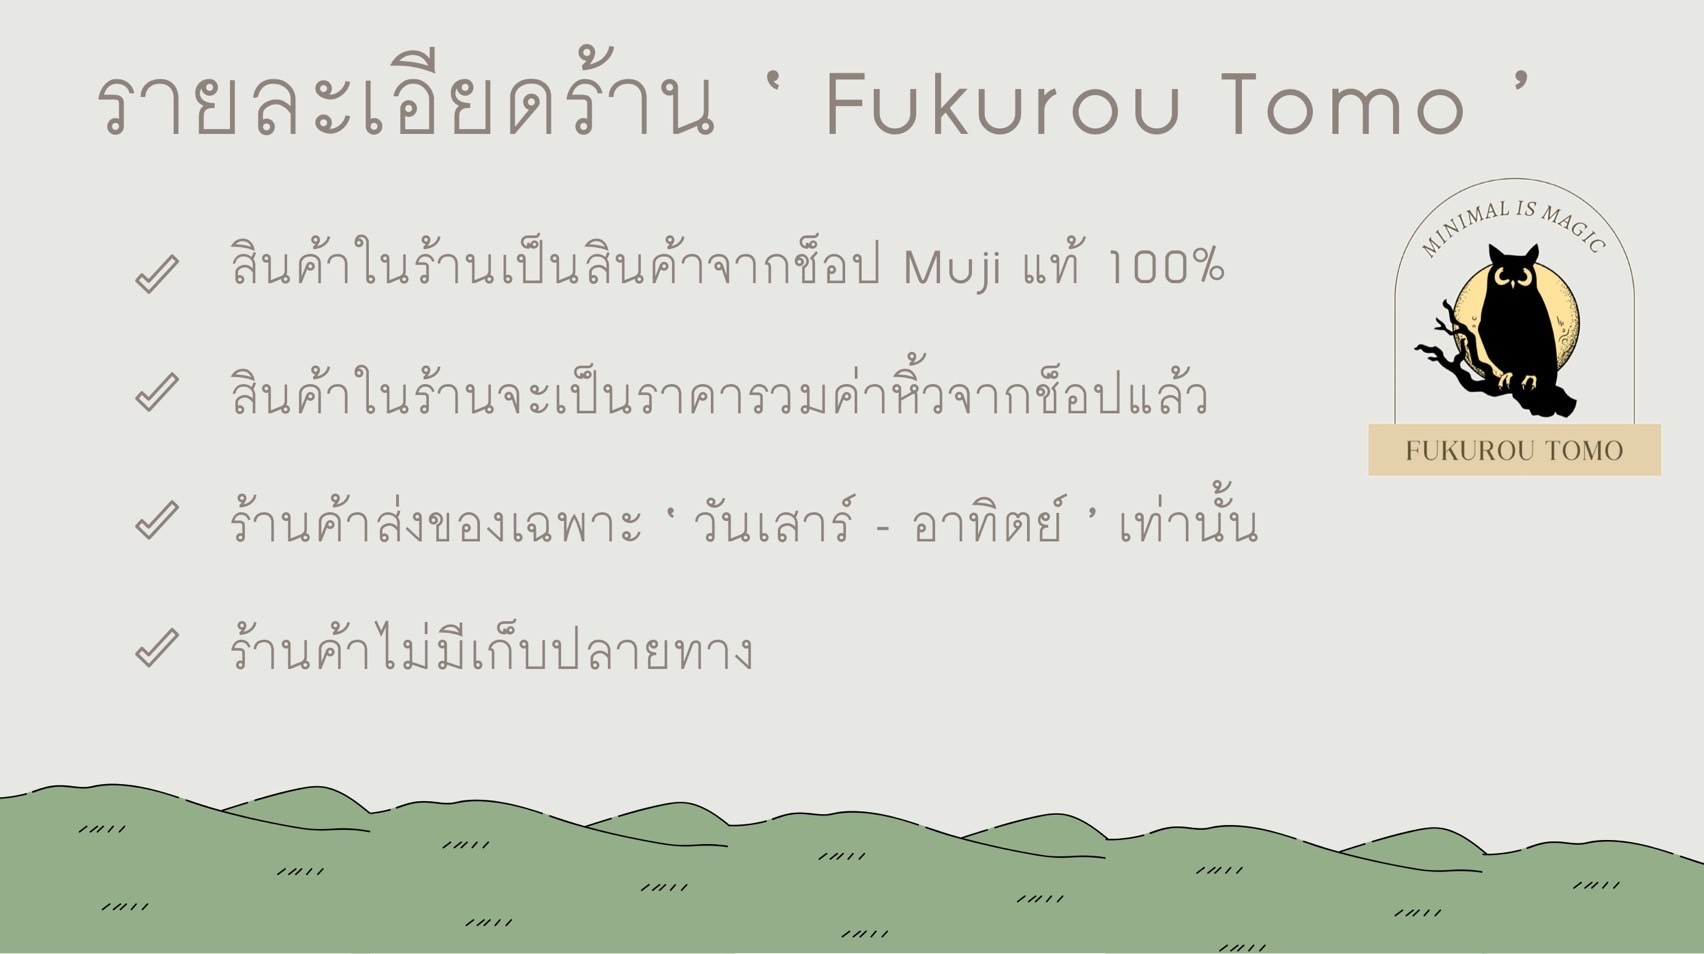 รายละเอียดร้าน ‘ Fukurou Tomo ’
MINIMAL IS MAGIC
FUKUROU TOMO
สินค้าในร้านเป็นสินค้าจากช็อป Muji แท้ 100%
สินค้าในร้านจะเป็นราคารวมค่าหิ้วจากช็อปแล้ว
ร้านค้าส่งของเฉพาะ ‘ วันเสาร์ - อาทิตย์ ’ เท่านั้น
ร้านค้าไม่มีเก็บปลายทาง